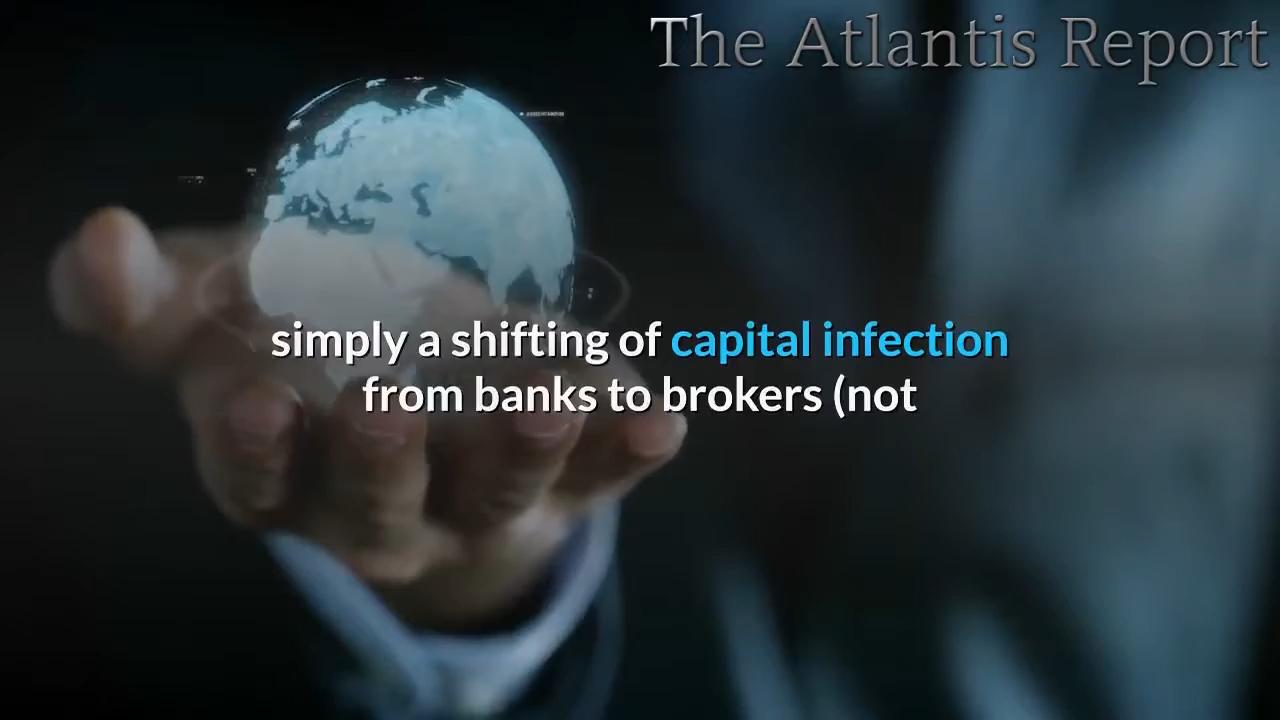 The Atlantis Report
simply a shifting of capital infection
from banks to brokers (not